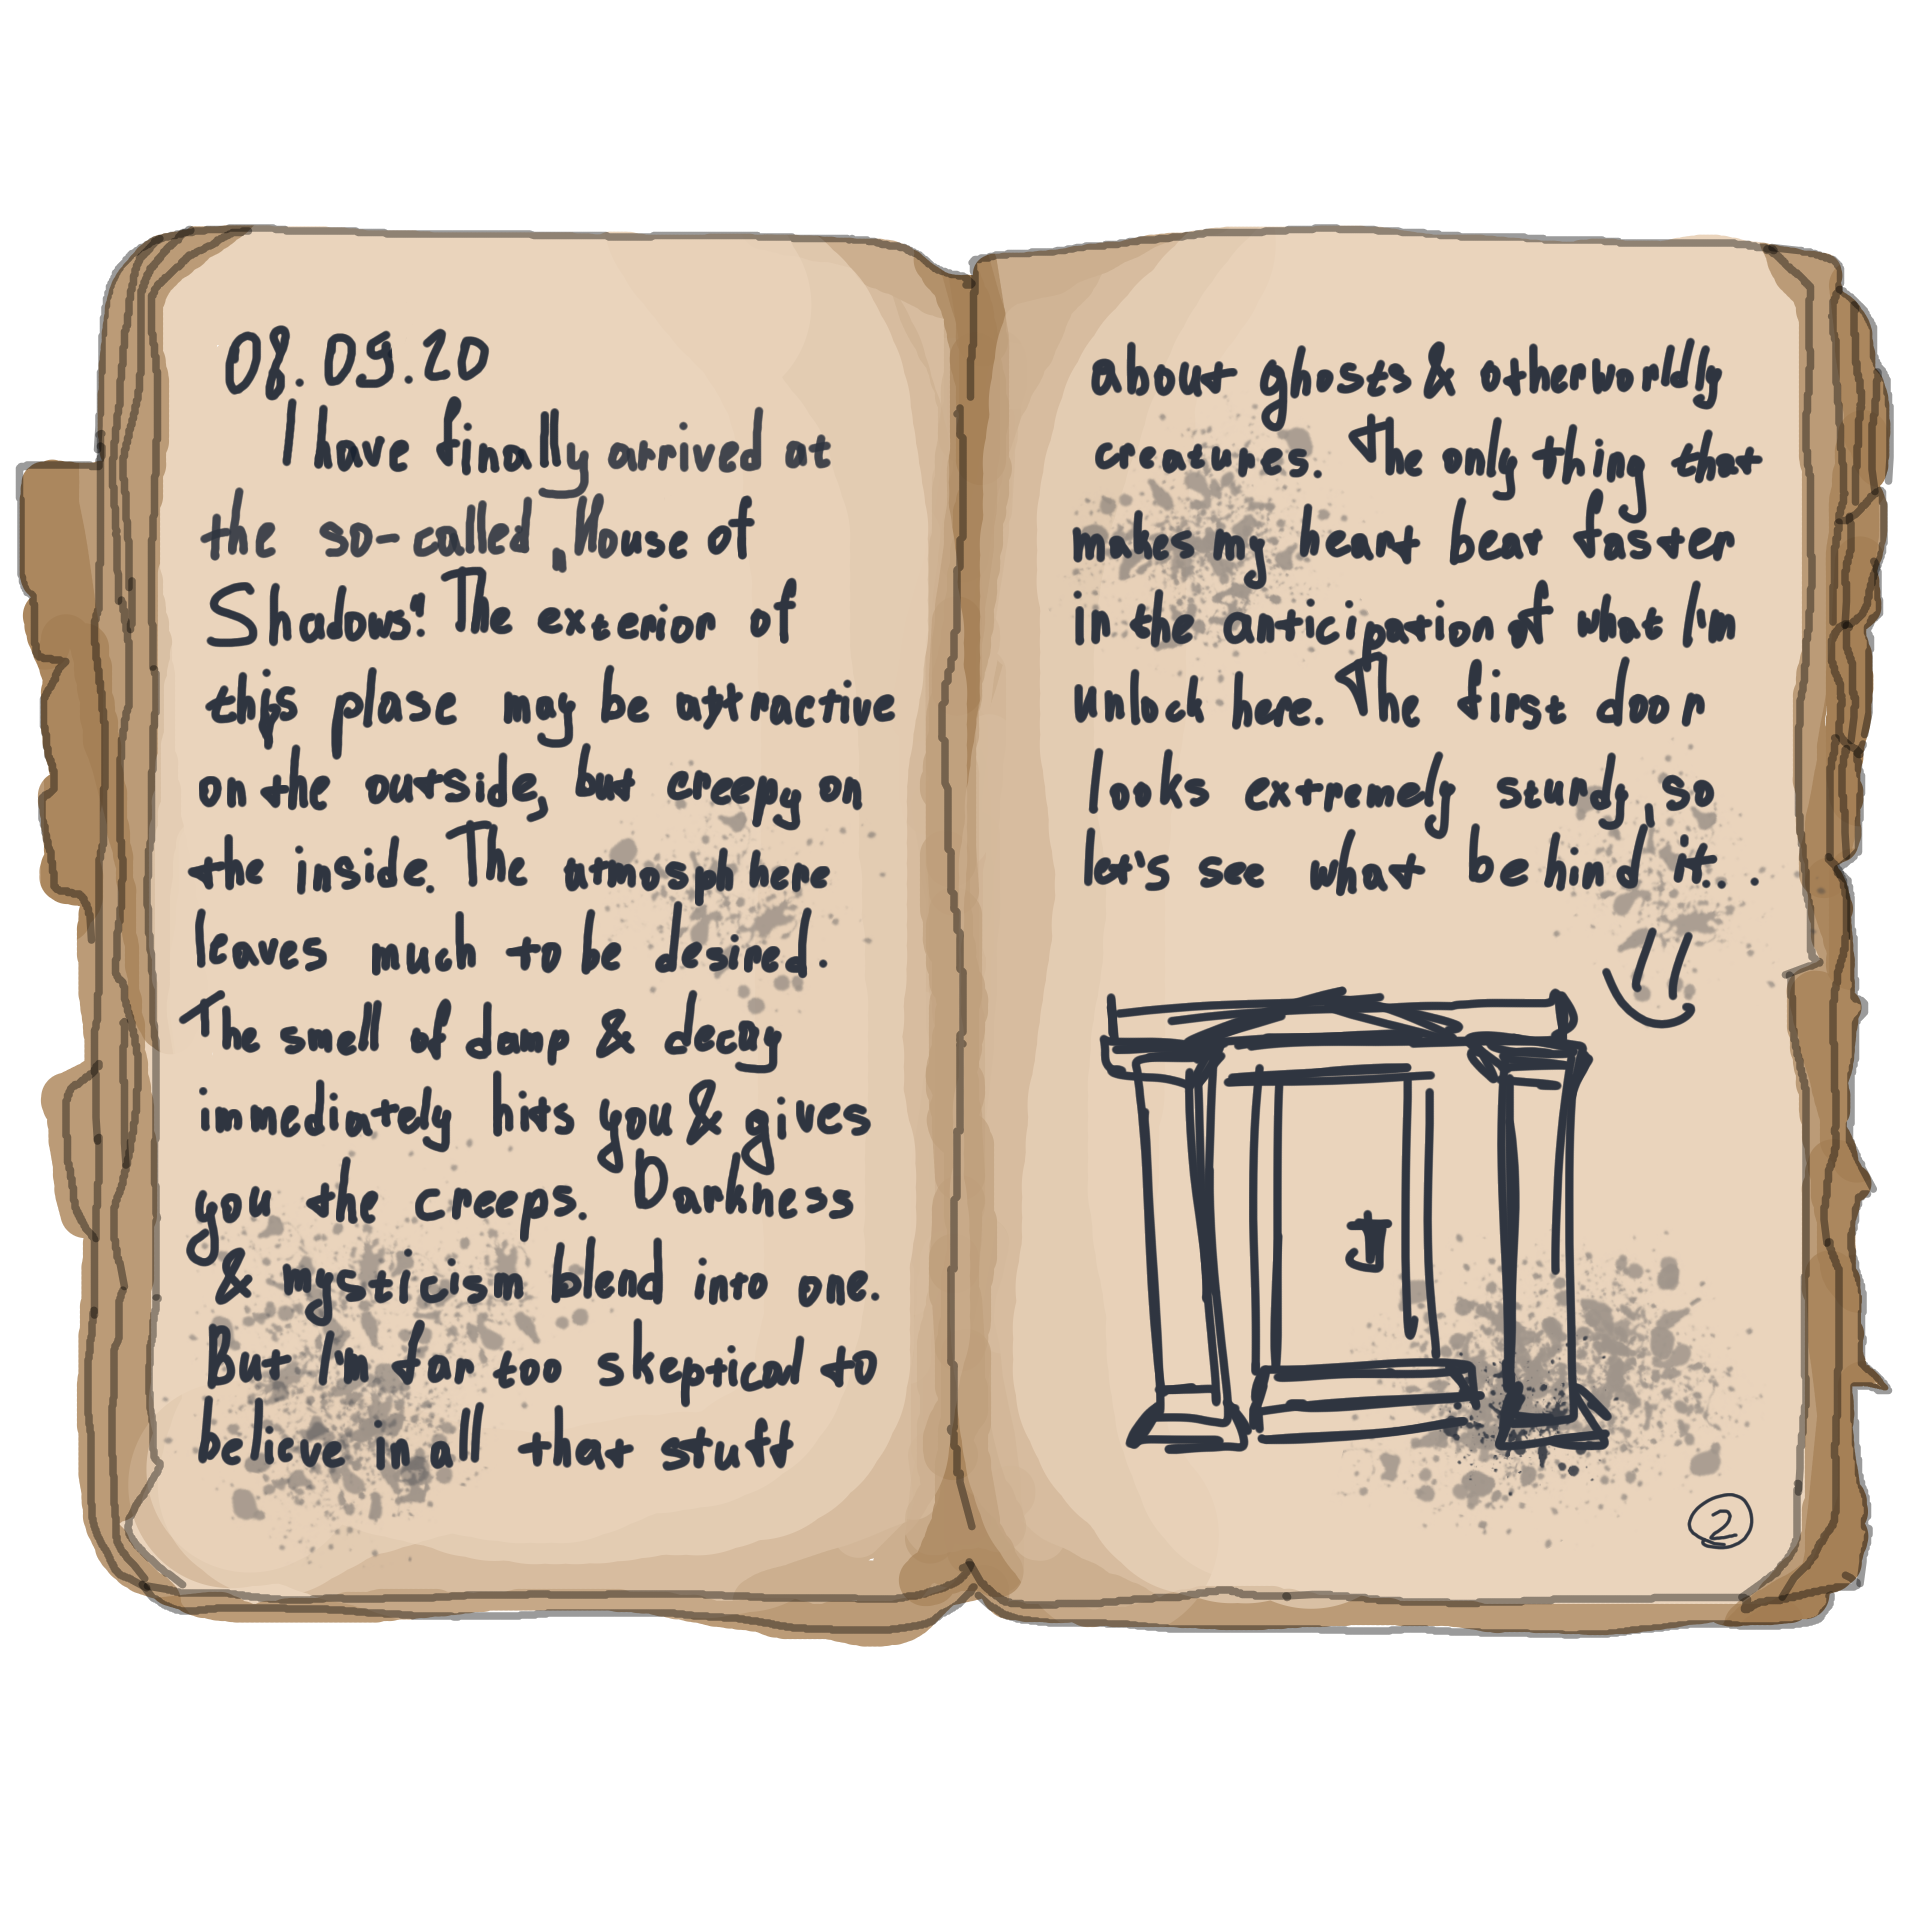 08.09.20
I have finally arrived at
the so-called „House of
Shadows". The exterior of
this plase may be attractive
on the outside, but creepy on
the inside. The atmosphere
leaves much to be desired.
The smell of damp & decay
immediately hits you & gives
you the creeps. Darkness
& mysticism blend into one.
But I'm far too skeptical to
believe in all that stuff
about ghosts & otherworldly
creatures. The only thing that
makes my heart beat faster
in the anticipation of what I'm
unlock here. The first door
looks extremely sturdy, so
let's see what behind it...
2